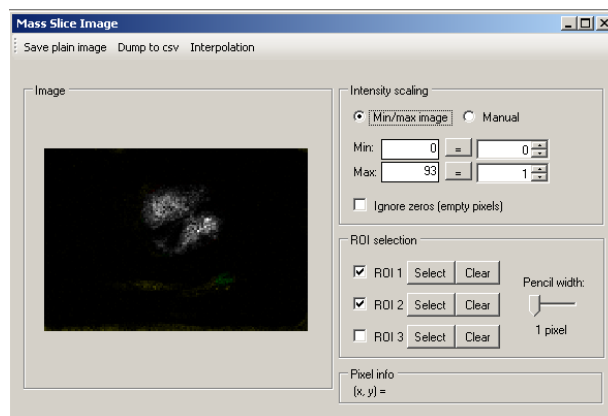 Mass Slice Image
Save plain image Dump to csv Interpolation
Image
Intensity scaling
Min/max image Manual
Min: 0 = 0
Max: 93 = 1
Ignore zeros (empty pixels)
ROI selection
ROI 1 Select Clear
Pencil width:
ROI 2 Select Clear
1 pixel
ROI 3 Select Clear
Pixel info
(x, y) =